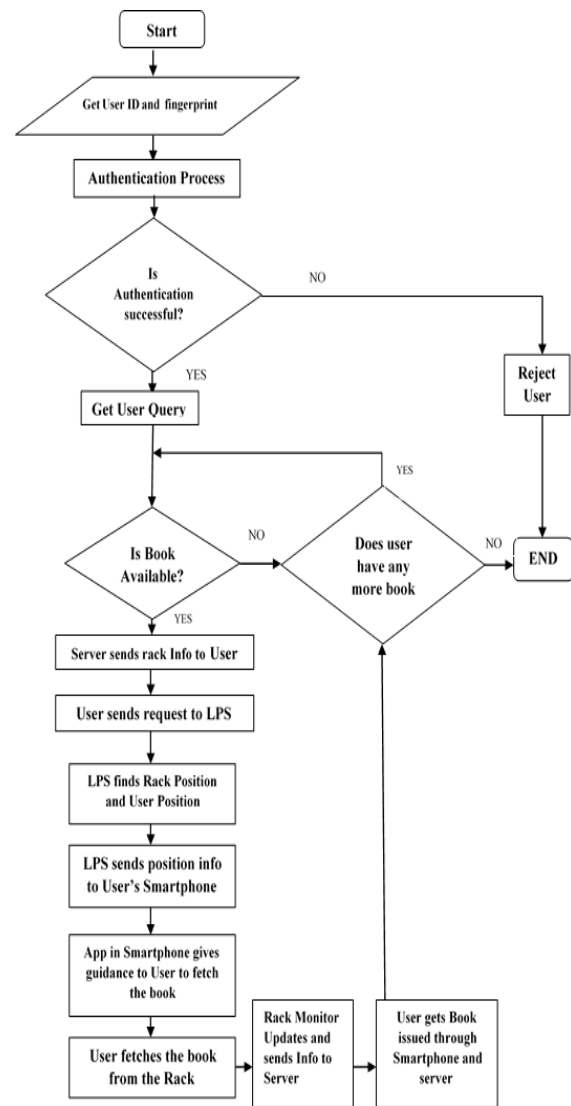 Start
Get User ID and fingerprint
Authentication Process
Is
Authentication
successful?
NO
YES
Reject
User
Get User Query
YES
Is Book
Available?
NO
Does user
have any
more book
NO
END
YES
Server sends rack Info to User
User sends request to LPS
LPS finds Rack Position
and User Position
LPS sends position info
to User's Smartphone
App in Smartphone gives
guidance to User to fetch
the book
User fetches the book
from the Rack
Rack Monitor
Updates and
sends Info to
Server
User gets Book
issued through
Smartphone and
server